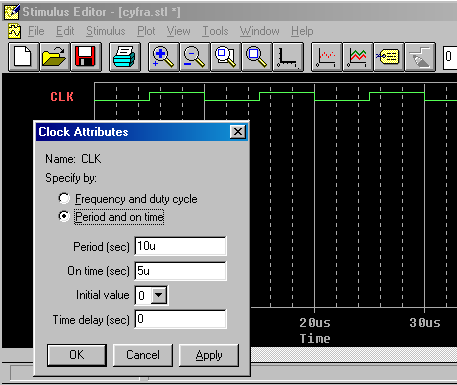 Stimulus Editor - [cyfra.stl *]
File Edit Stimulus Plot View Tools Window Help
0
CLK
Clock Attributes
Name: CLK
Specify by:
Frequency and duty cycle
Period and on time
Period (sec) 10u
On time (sec) 5u
Initial value 0
Time delay (sec) 0
OK Cancel Apply
20us 30us
Time